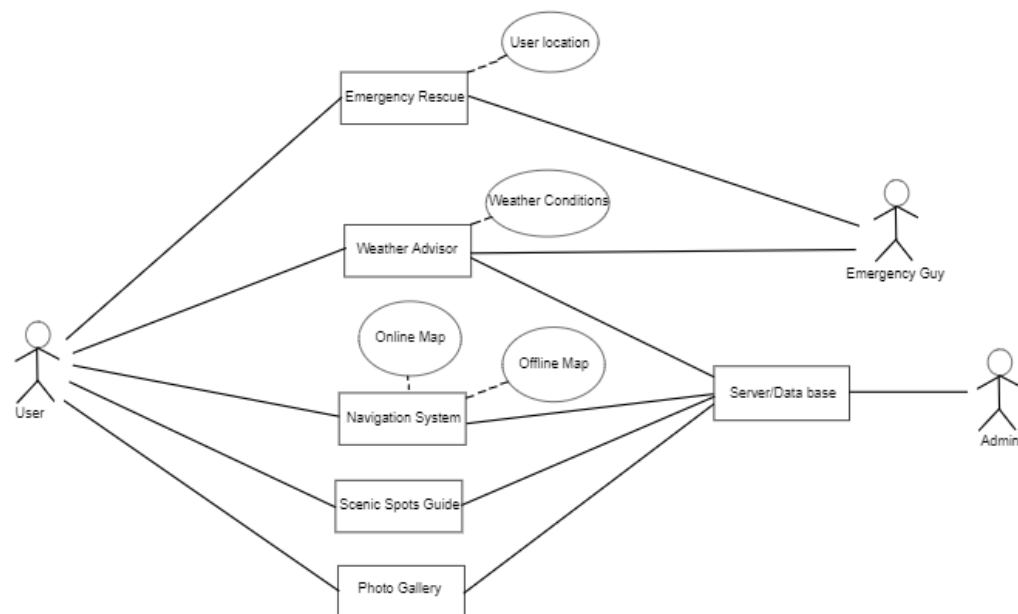 User location
Emergency Rescue
Weather Conditions
Weather Advisor
Emergency Guy
Online Map
Offline Map
User
Navigation System
Server/Data base
Admin
Scenic Spots Guide
Photo Gallery